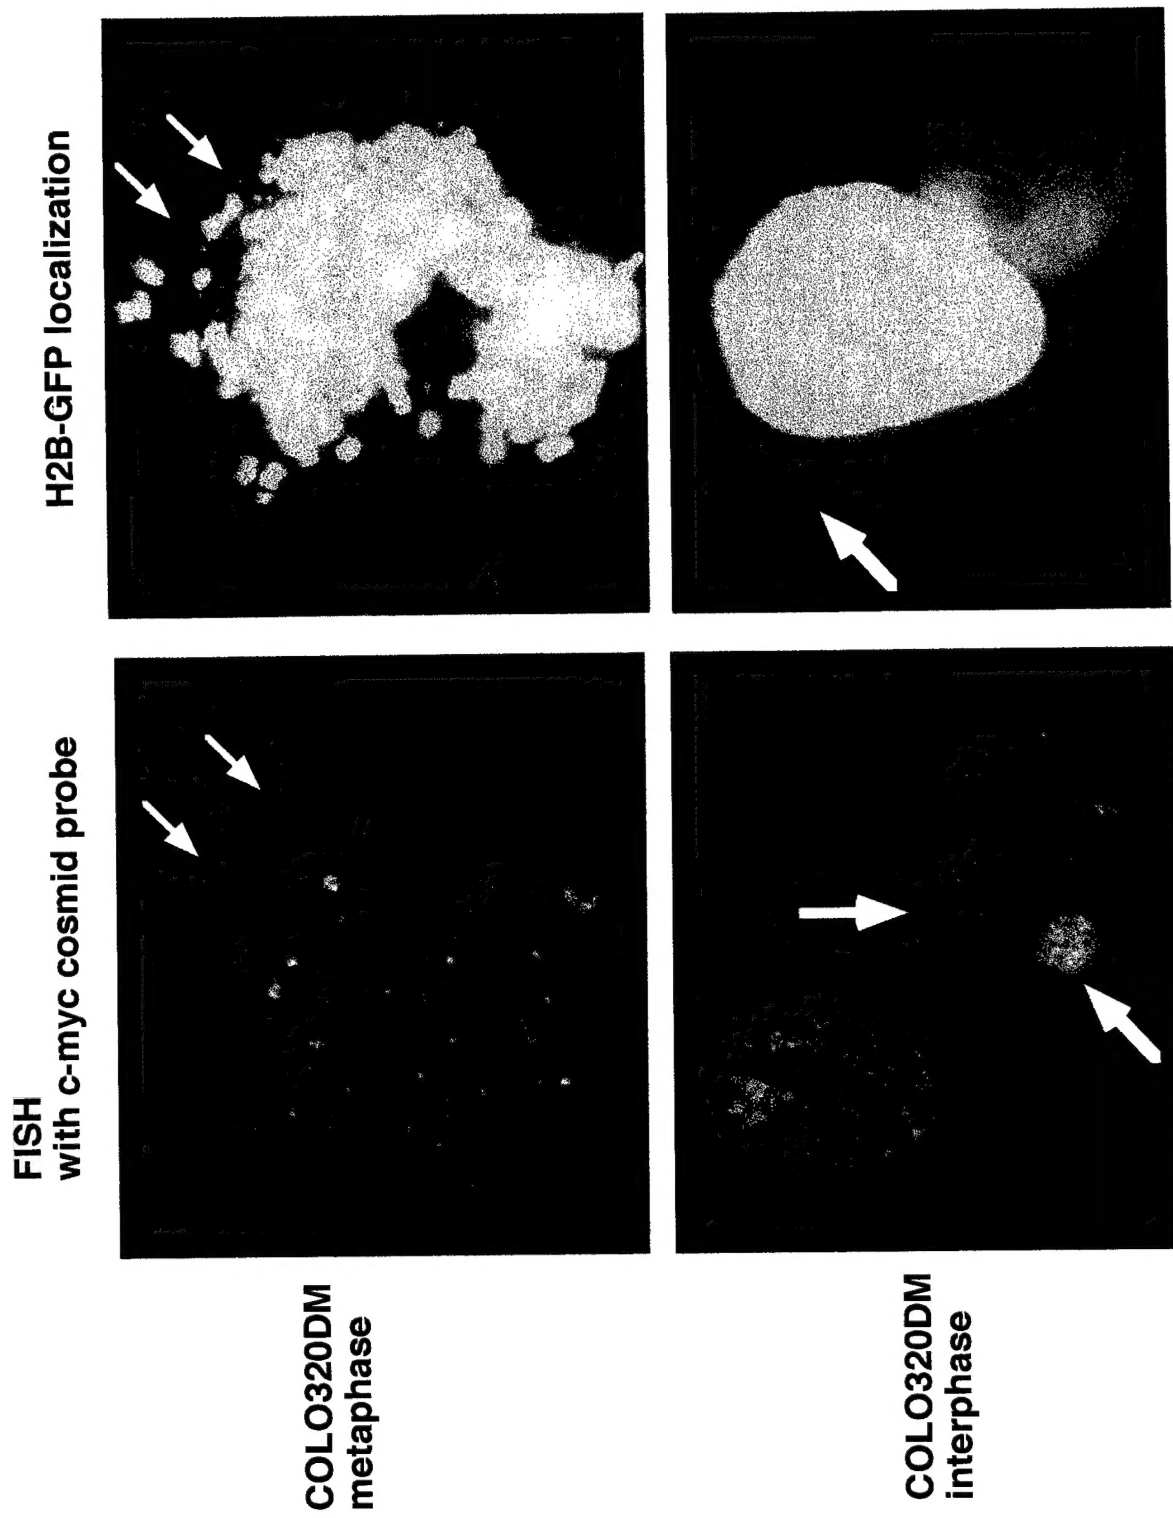 FISH
with c-myc cosmid probe
H2B-GFP localization
COLO320DM
metaphase
COLO320DM
interphase